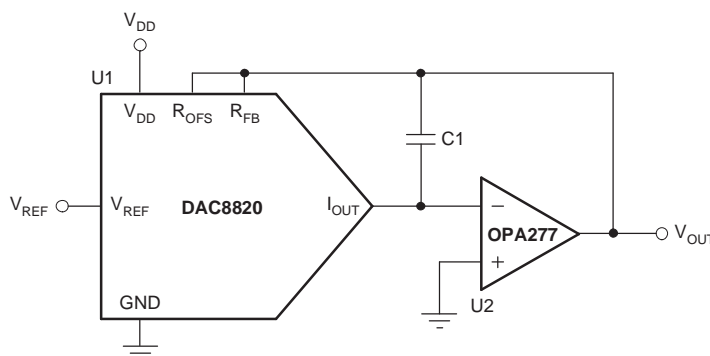 V_DD
U1
V_DD R_OFS R_FB
C1
V_REF V_REF DAC8820 I_OUT
−
OPA277 V_OUT
+
GND
U2